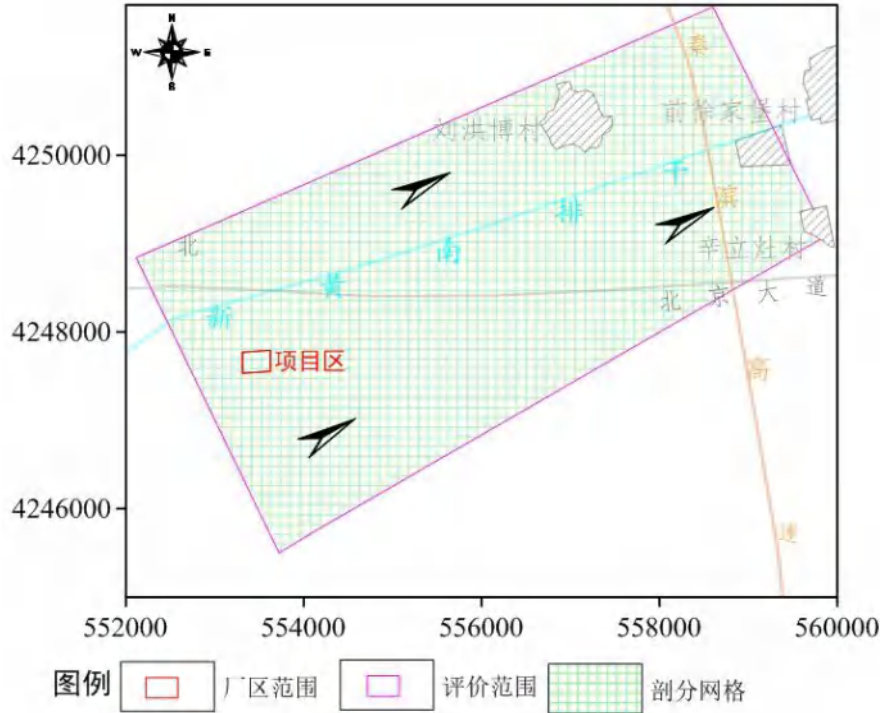 N
W E
S
秦
刘洪博村
前徐家堡村
4250000
干
滨
排
北
南
辛立灶村
黄
北京大道
新
4248000
项目区
高
4246000
速
552000 554000 556000 558000 560000
图例 厂区范围 评价范围 剖分网格